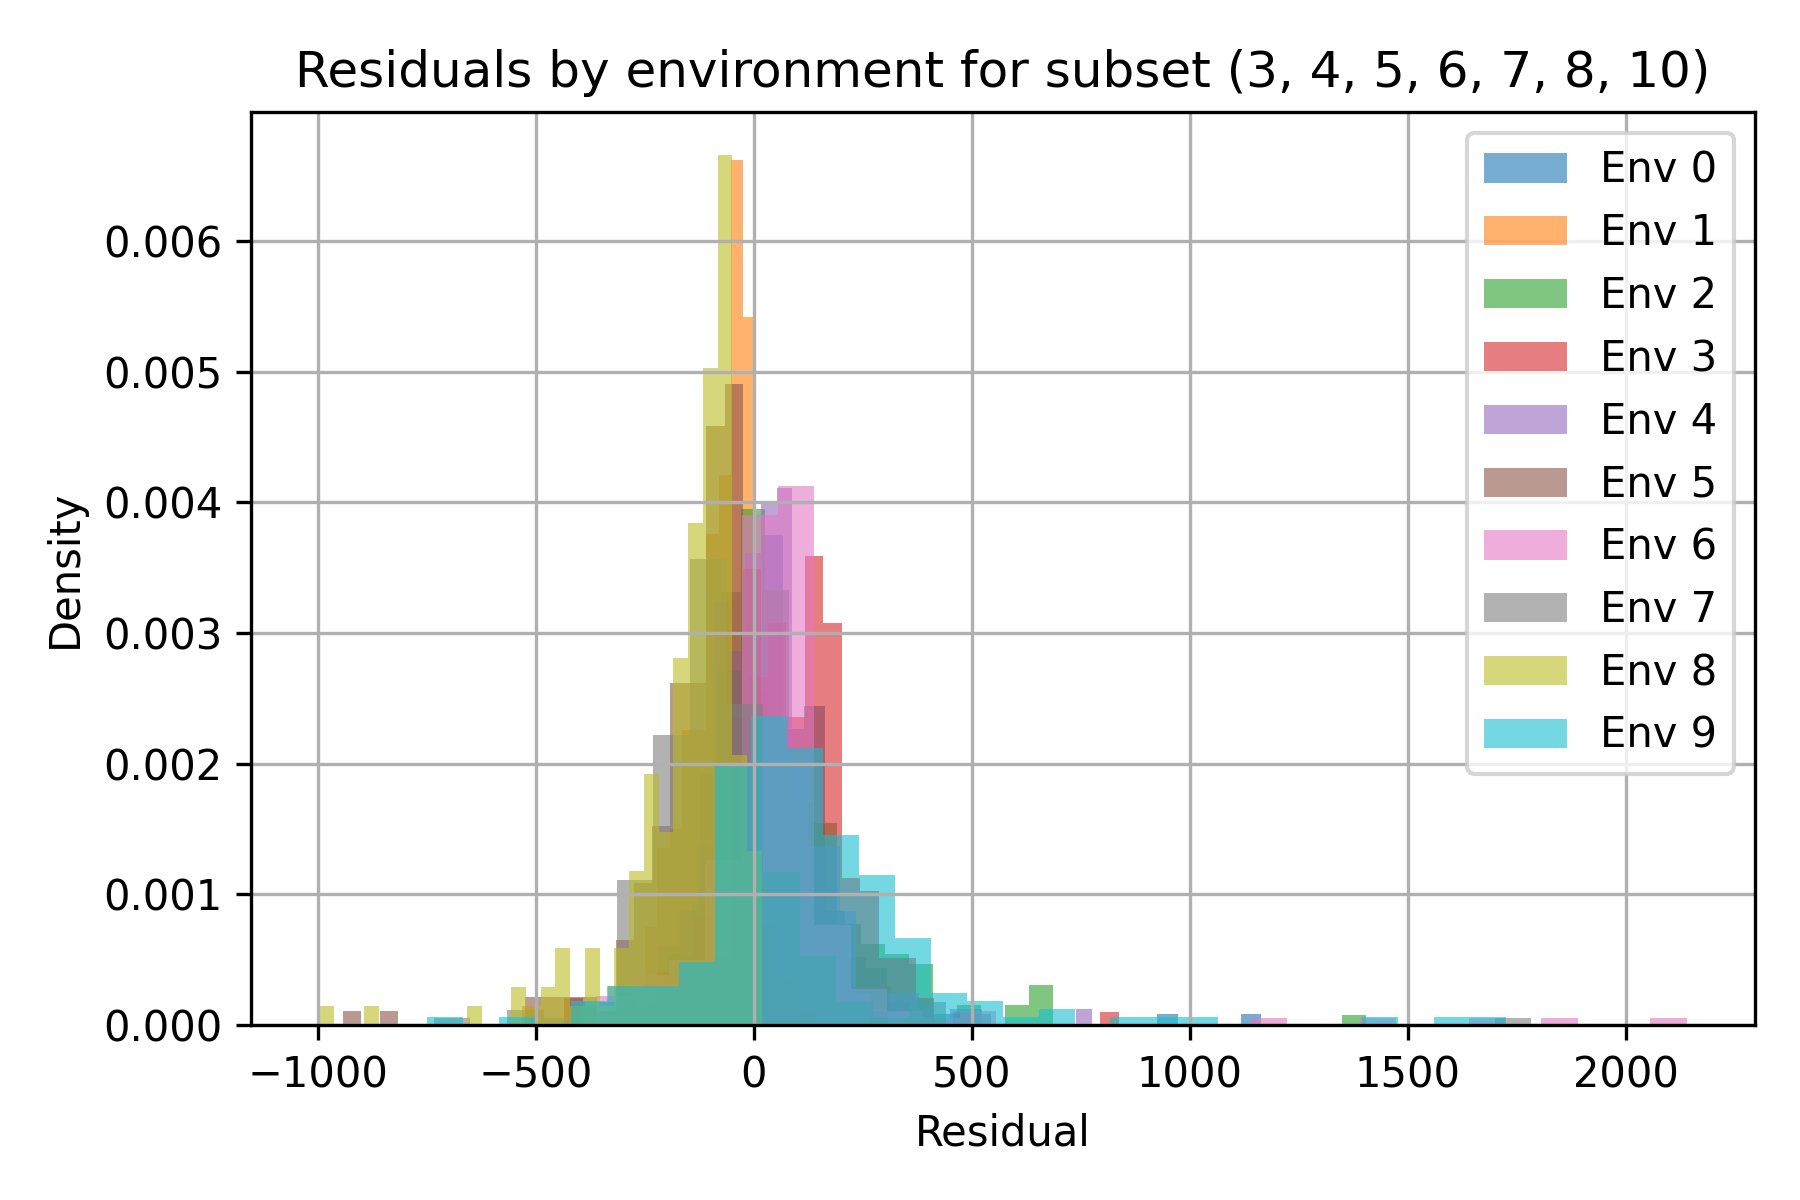 Residuals by environment for subset (3, 4, 5, 6, 7, 8, 10)
Env 0
Env 1
Env 2
Env 3
Env 4
Env 5
Env 6
Env 7
Env 8
Env 9
0.006
0.005
0.004
0.003
0.002
0.001
0.000
Density
−1000
−500
0
500
1000
1500
2000
Residual